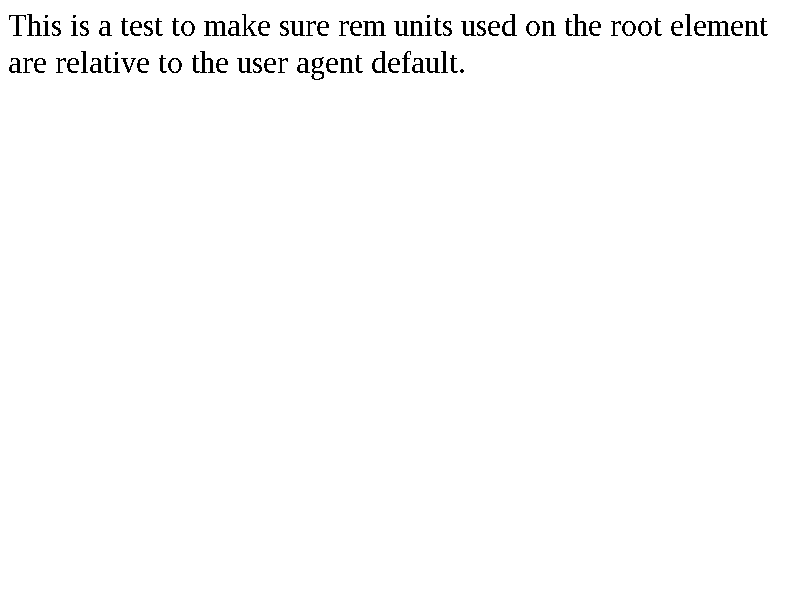 This is a test to make sure rem units used on the root element
are relative to the user agent default.